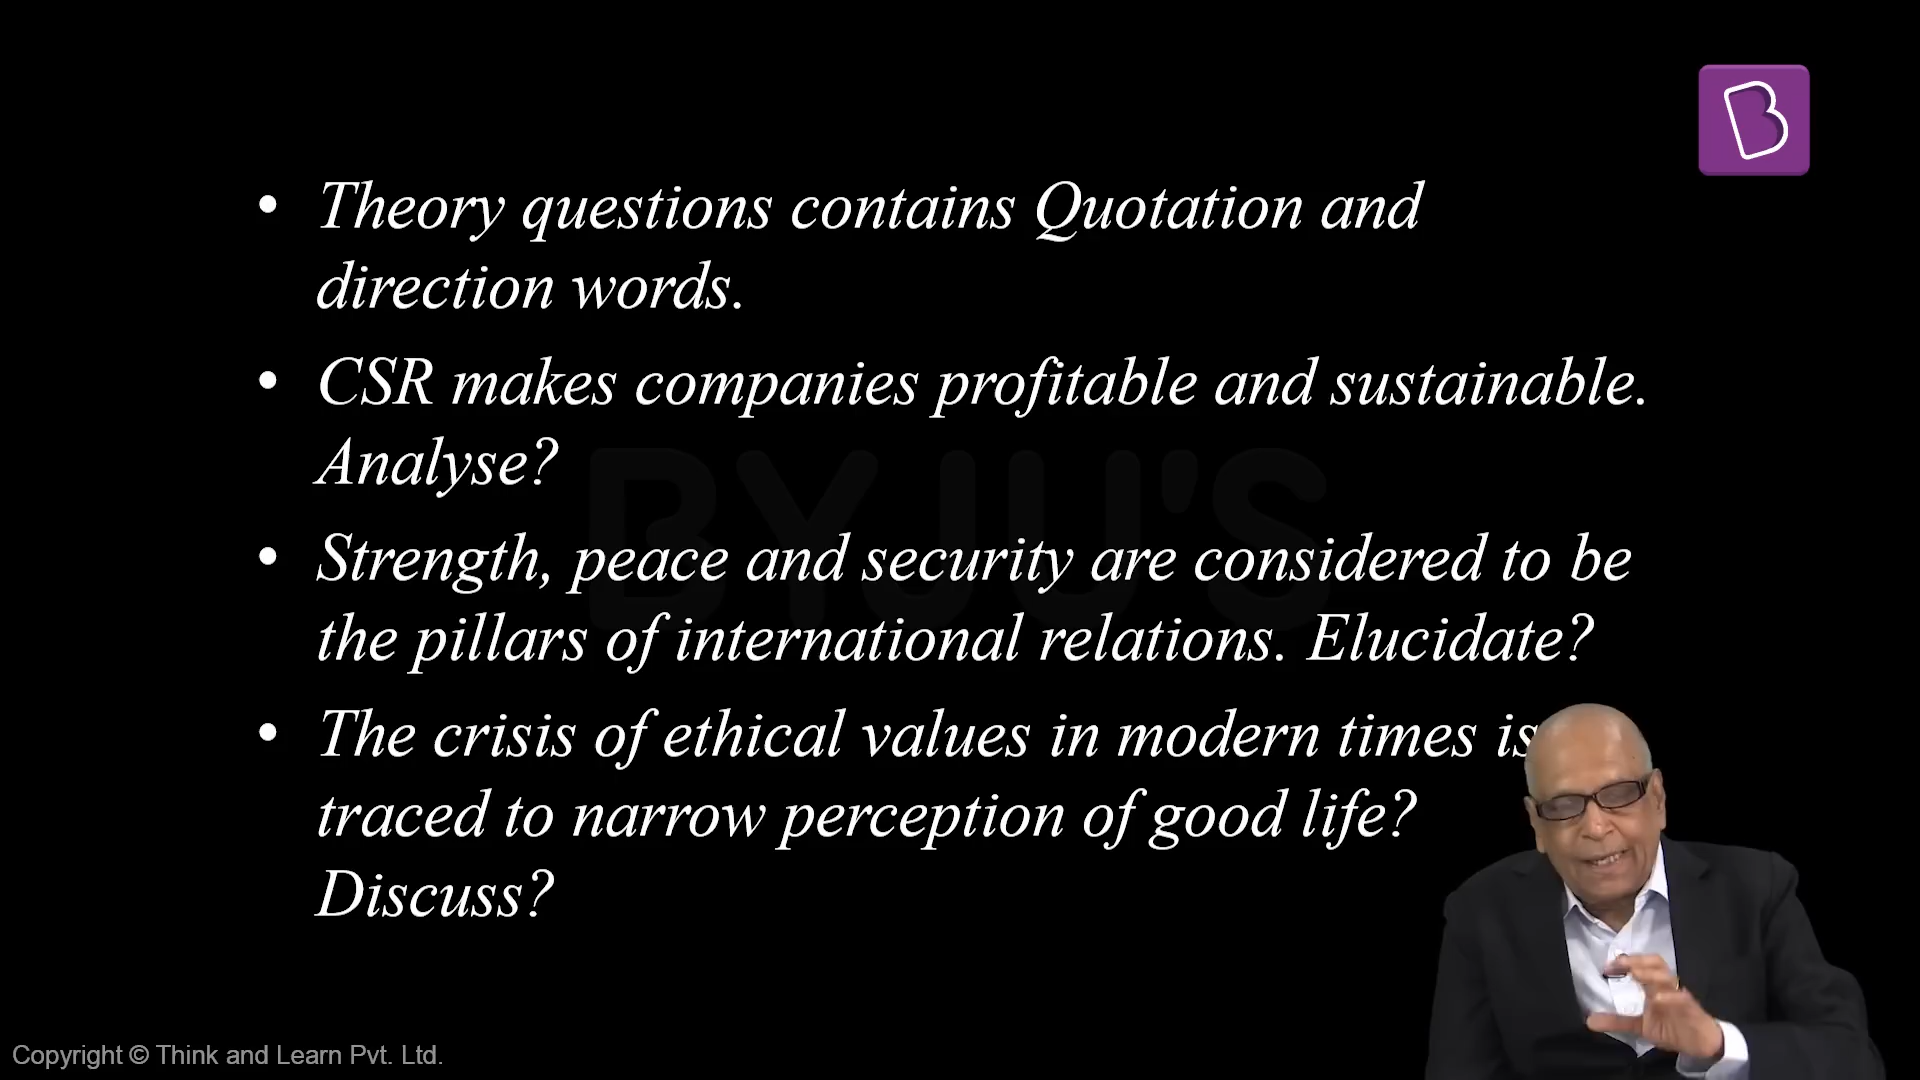 • Theory questions contains Quotation and
direction words.
• CSR makes companies profitable and sustainable.
Analyse?
• Strength, peace and security are considered to be
the pillars of international relations. Elucidate?
• The crisis of ethical values in modern times is
traced to narrow perception of good life?
Discuss?
BYJU'S
Copyright © Think and Learn Pvt. Ltd.